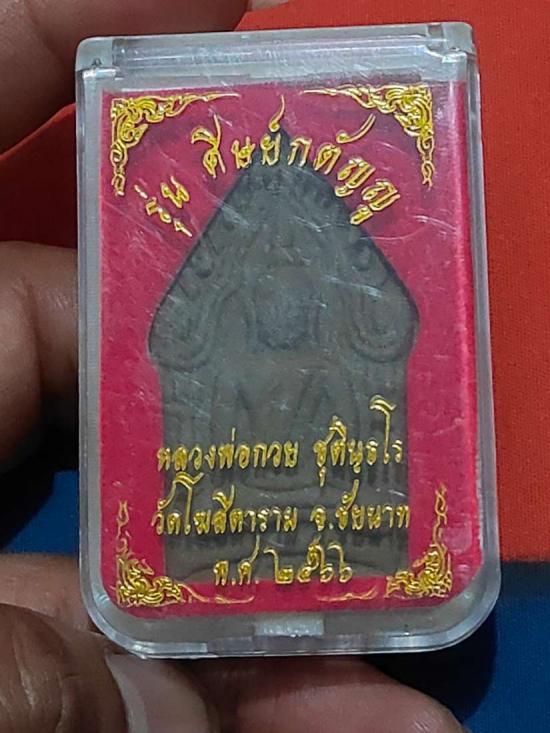 รุ่น ศิษย์กตัญญู
หลวงพ่อกวย ชุตินฺธโร
วัดโฆสิตาราม จ.ชัยนาท
พ.ศ. ๒๕๖๖